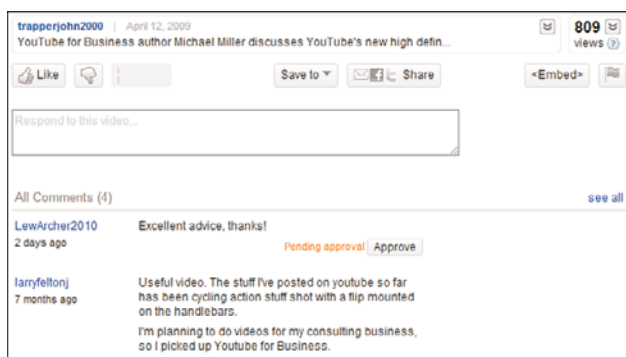 trapperjohn2000 | April 12, 2009
809
YouTube for Business author Michael Miller discusses YouTube's new high defin...
views (?)
Like
Save to
Share
<Embed>
Respond to this video...
All Comments (4)
see all
LewArcher2010
Excellent advice, thanks!
2 days ago
Pending approval Approve
larryfeltonj
Useful video. The stuff I've posted on youtube so far
7 months ago
has been cycling action stuff shot with a flip mounted
on the handlebars.
I'm planning to do videos for my consulting business,
so I picked up Youtube for Business.